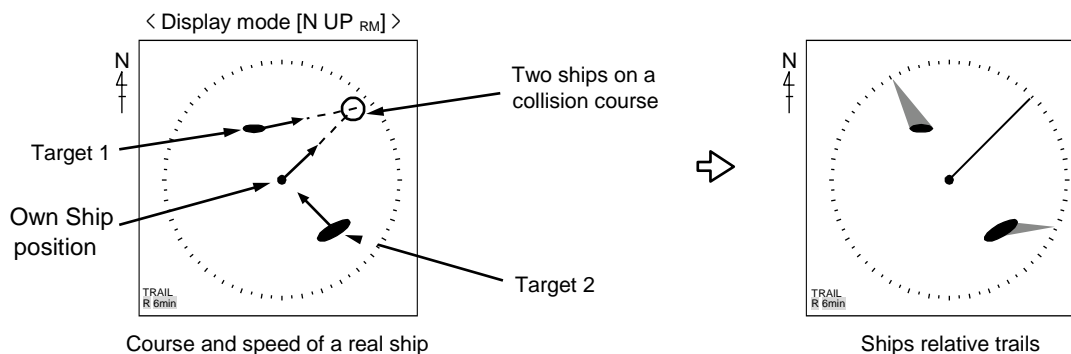 < Display mode [N UP RM] >
N
Two ships on a
collision course
Target 1
Own Ship
position
Target 2
TRAIL
R 6min
Course and speed of a real ship
N
TRAIL
R 6min
Ships relative trails